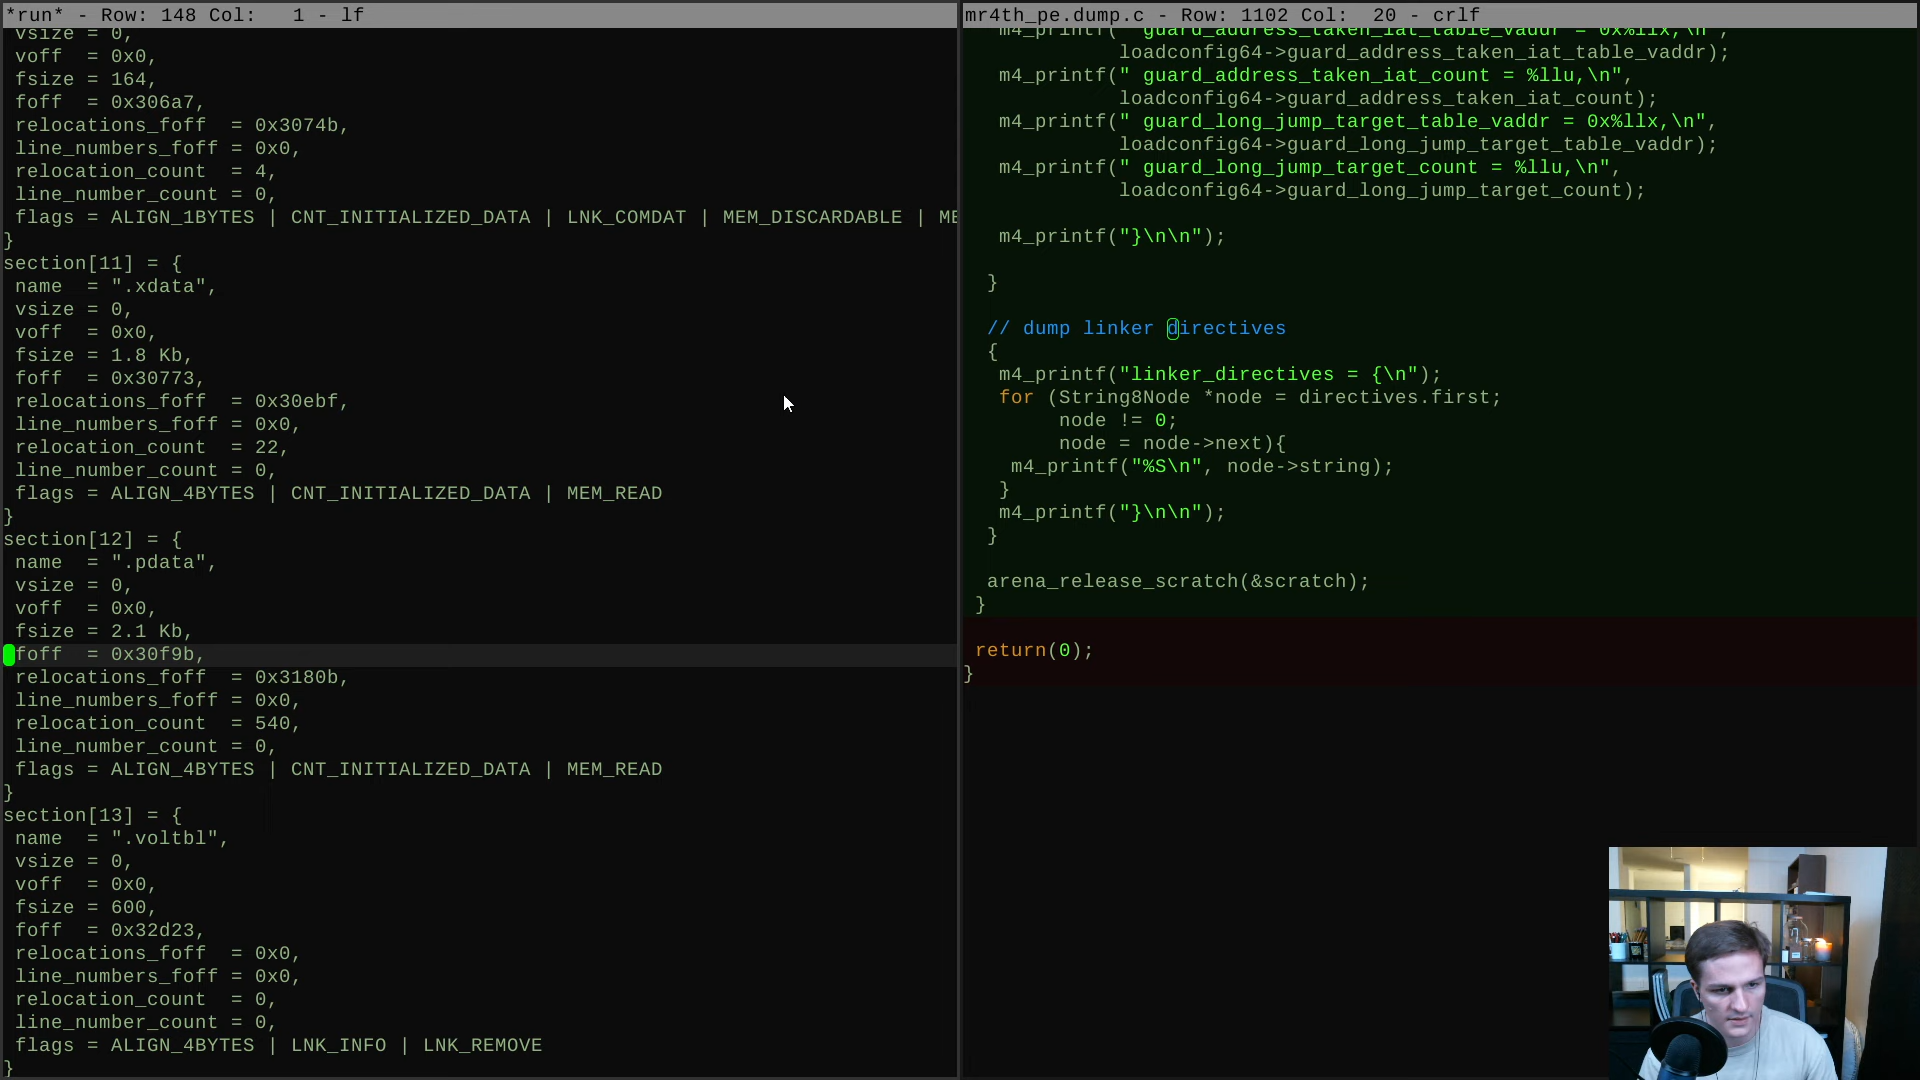 *run* - Row: 148 Col:   1 - lf
vsize = 0,
voff  = 0x0,
fsize = 164,
foff  = 0x306a7,
relocations_foff  = 0x3074b,
line_numbers_foff = 0x0,
relocation_count  = 4,
line_number_count = 0,
flags = ALIGN_1BYTES | CNT_INITIALIZED_DATA | LNK_COMDAT | MEM_DISCARDABLE | ME
}
section[11] = {
name  = ".xdata",
vsize = 0,
voff  = 0x0,
fsize = 1.8 Kb,
foff  = 0x30773,
relocations_foff  = 0x30ebf,
line_numbers_foff = 0x0,
relocation_count  = 22,
line_number_count = 0,
flags = ALIGN_4BYTES | CNT_INITIALIZED_DATA | MEM_READ
}
section[12] = {
name  = ".pdata",
vsize = 0,
voff  = 0x0,
fsize = 2.1 Kb,
foff  = 0x30f9b,
relocations_foff  = 0x3180b,
line_numbers_foff = 0x0,
relocation_count  = 540,
line_number_count = 0,
flags = ALIGN_4BYTES | CNT_INITIALIZED_DATA | MEM_READ
}
section[13] = {
name  = ".voltbl",
vsize = 0,
voff  = 0x0,
fsize = 600,
foff  = 0x32d23,
relocations_foff  = 0x0,
line_numbers_foff = 0x0,
relocation_count  = 0,
line_number_count = 0,
flags = ALIGN_4BYTES | LNK_INFO | LNK_REMOVE
}
mr4th_pe.dump.c - Row: 1102 Col:  20 - crlf
m4_printf(" guard_address_taken_iat_table_vaddr = 0x%llx,\n",
loadconfig64->guard_address_taken_iat_table_vaddr);
m4_printf(" guard_address_taken_iat_count = %llu,\n",
loadconfig64->guard_address_taken_iat_count);
m4_printf(" guard_long_jump_target_table_vaddr = 0x%llx,\n",
loadconfig64->guard_long_jump_target_table_vaddr);
m4_printf(" guard_long_jump_target_count = %llu,\n",
loadconfig64->guard_long_jump_target_count);
m4_printf("}\n\n");
}
// dump linker directives
{
m4_printf("linker_directives = {\n");
for (String8Node *node = directives.first;
node != 0;
node = node->next){
m4_printf("%S\n", node->string);
}
m4_printf("}\n\n");
}
arena_release_scratch(&scratch);
}
return(0);
}